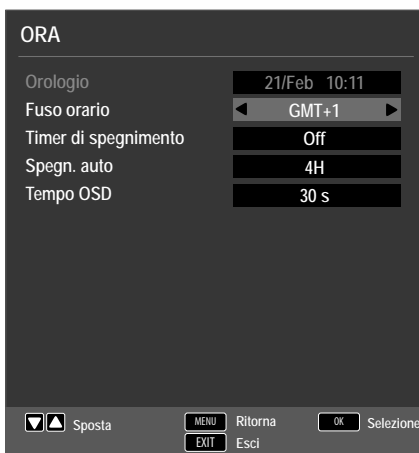 ORA
Orologio 21/Feb 10:11
Fuso orario GMT+1
Timer di spegnimento Off
Spegn. auto 4H
Tempo OSD 30 s
Sposta MENU Ritorna OK Selezione
EXIT Esci